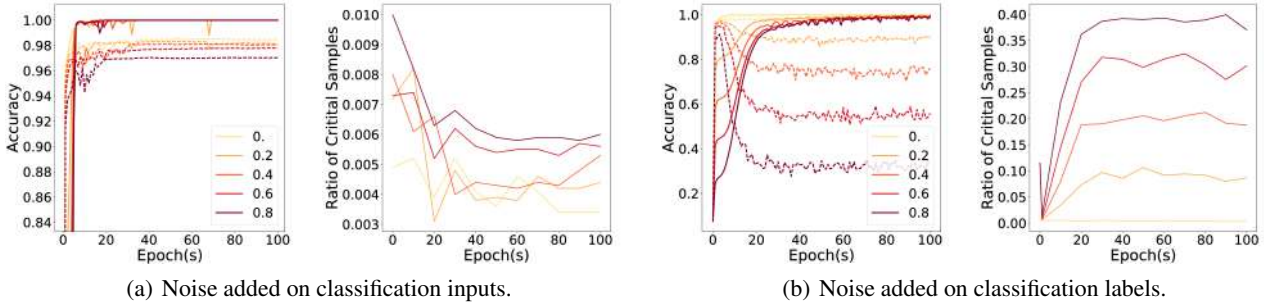 1.00
0.98
0.96
0.94
0.92
0.90
0.88
0.86
0.84
Accuracy
0 20 40 60 80 100
Epoch(s)
0.
0.2
0.4
0.6
0.8
0.010
0.009
0.008
0.007
0.006
0.005
0.004
0.003
Ratio of Critital Samples
0 20 40 60 80 100
Epoch(s)
(a) Noise added on classification inputs.
1.0
0.8
0.6
0.4
0.2
Accuracy
0 20 40 60 80 100
Epoch(s)
0.
0.2
0.4
0.6
0.8
0.40
0.35
0.30
0.25
0.20
0.15
0.10
0.05
0.00
Ratio of Critital Samples
0 20 40 60 80 100
Epoch(s)
(b) Noise added on classification labels.